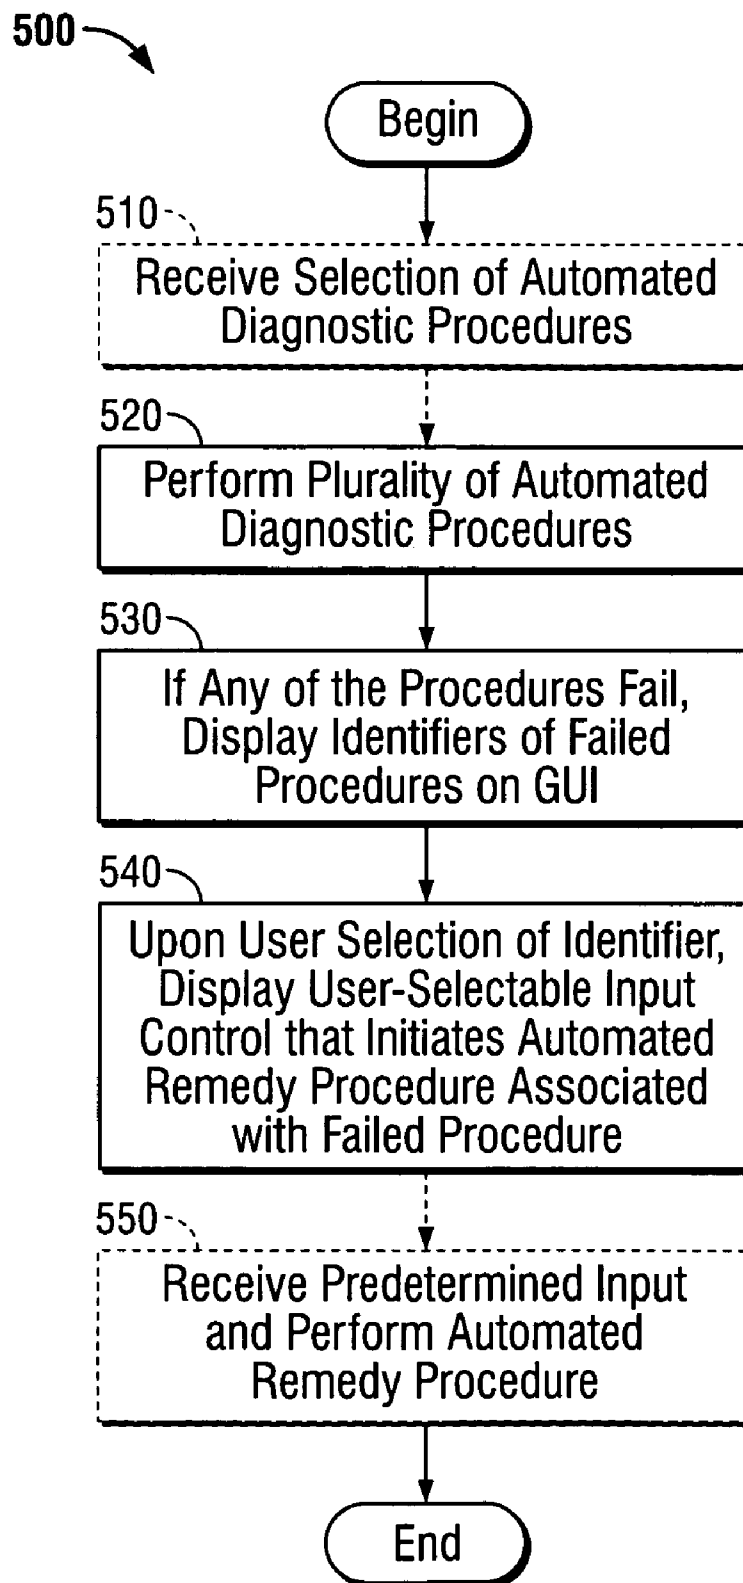 500
Begin
510
Receive Selection of Automated
Diagnostic Procedures
520
Perform Plurality of Automated
Diagnostic Procedures
530
If Any of the Procedures Fail,
Display Identifiers of Failed
Procedures on GUI
540
Upon User Selection of Identifier,
Display User-Selectable Input
Control that Initiates Automated
Remedy Procedure Associated
with Failed Procedure
550
Receive Predetermined Input
and Perform Automated
Remedy Procedure
End